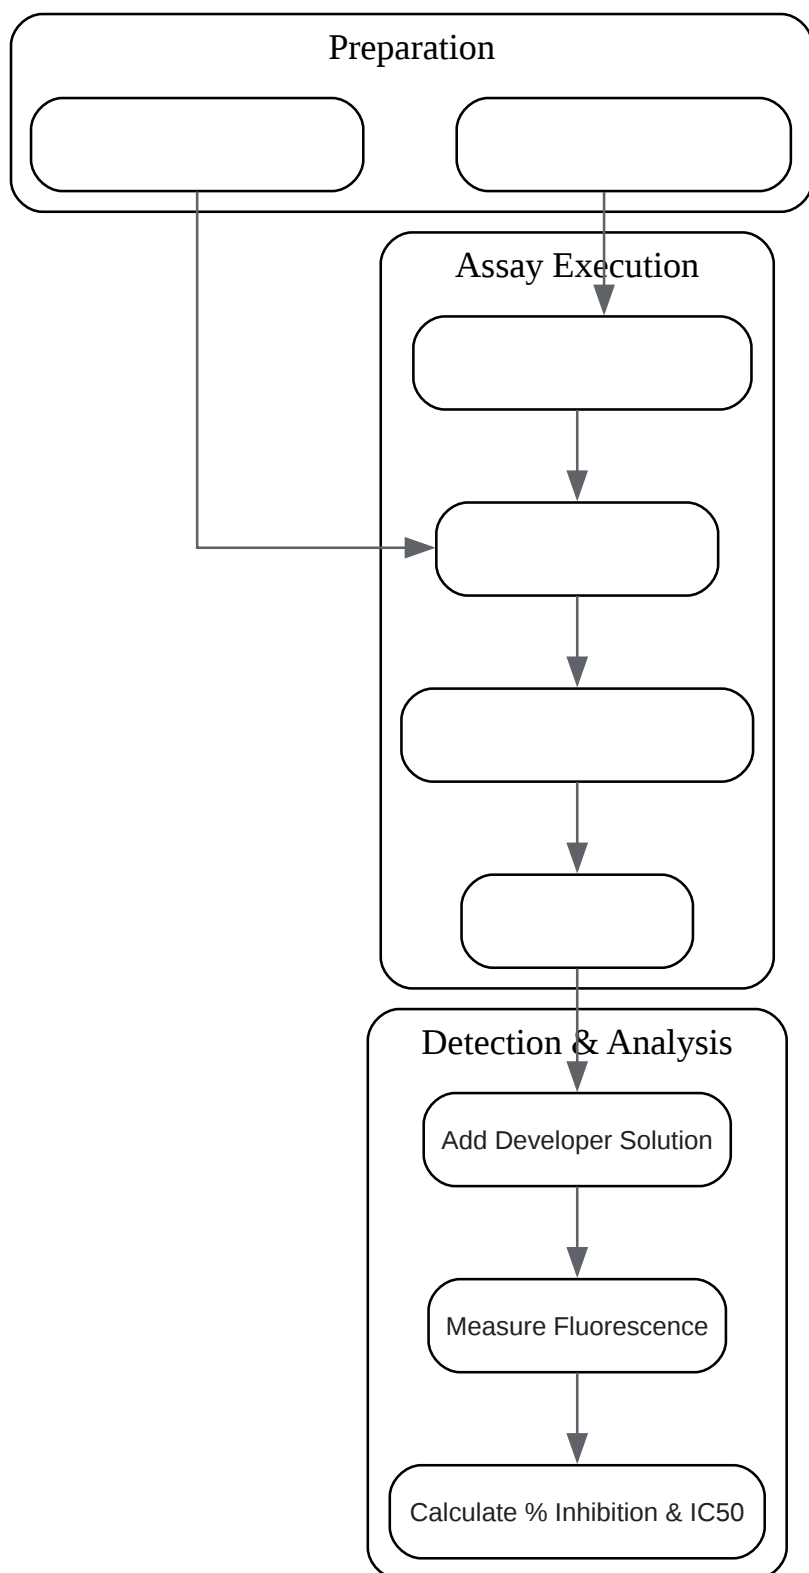 Preparation
Assay Execution
Detection & Analysis
Add Developer Solution
Measure Fluorescence
Calculate % Inhibition & IC50